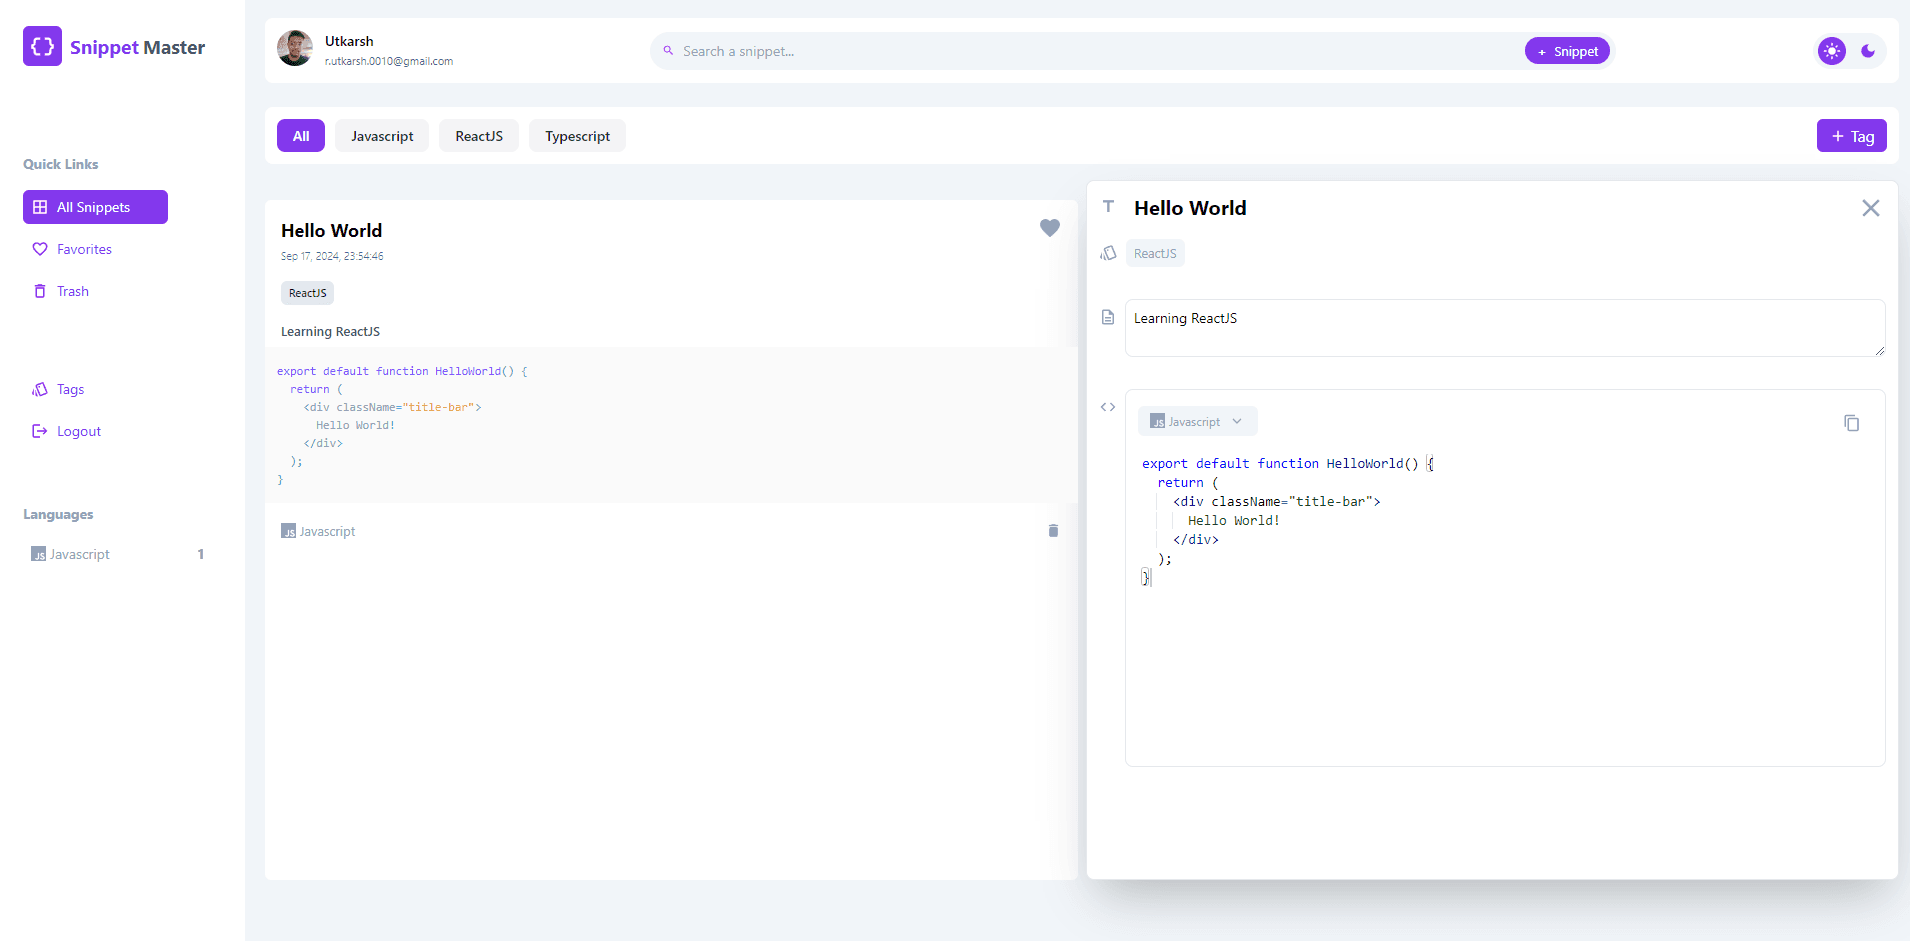 Snippet Master
Quick Links
All Snippets
Favorites
Trash
Tags
Logout
Languages
JS Javascript 1
Utkarsh
r.utkarsh.0010@gmail.com
Search a snippet...
+ Snippet
All Javascript ReactJS Typescript
+ Tag
Hello World
Sep 17, 2024, 23:54:46
ReactJS
Learning ReactJS
export default function HelloWorld() {
  return (
    <div className="title-bar">
      Hello World!
    </div>
  );
}
JS Javascript
T Hello World
ReactJS
Learning ReactJS
JS Javascript
export default function HelloWorld() {
  return (
    <div className="title-bar">
      Hello World!
    </div>
  );
}